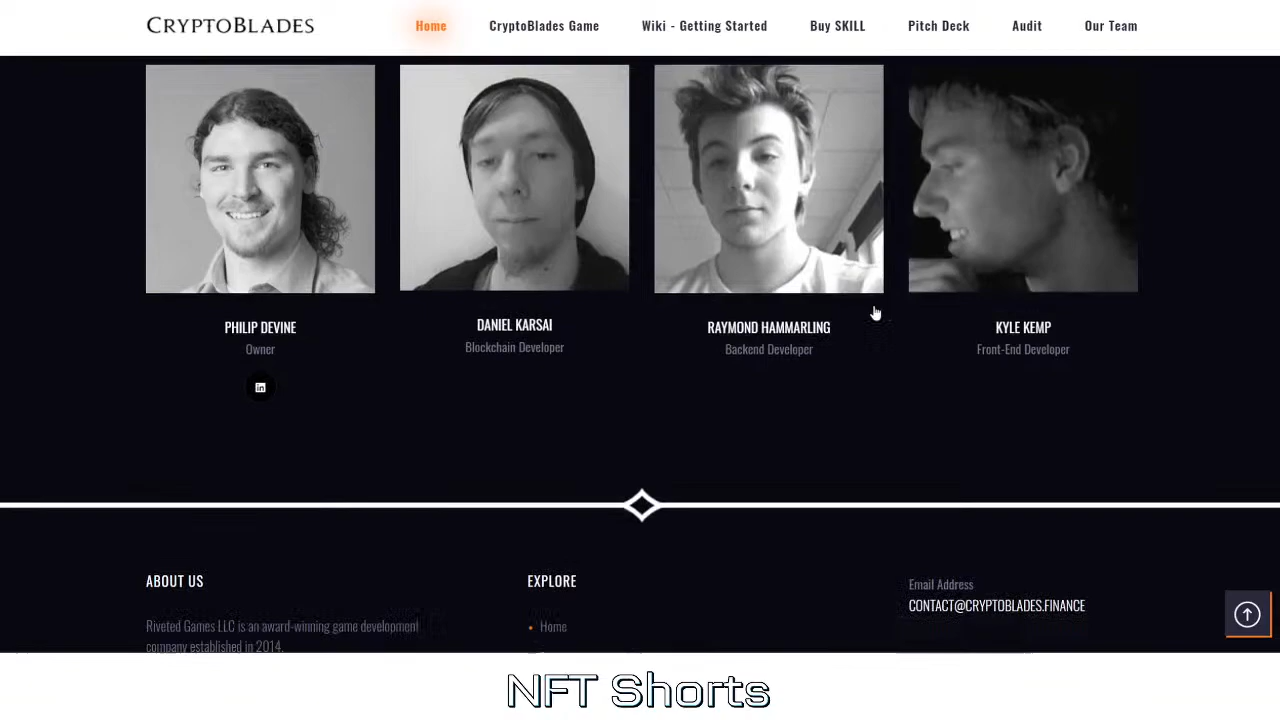 CRYPTOBLADES
Home CryptoBlades Game Wiki - Getting Started Buy SKILL Pitch Deck Audit Our Team
PHILIP DEVINE
Owner
DANIEL KARSAI
Blockchain Developer
RAYMOND HAMMARLING
Backend Developer
KYLE KEMP
Front-End Developer
in
ABOUT US
Riveted Games LLC is an award-winning game development
company established in 2014.
EXPLORE
• Home
Email Address
CONTACT@CRYPTOBLADES.FINANCE
NFT Shorts